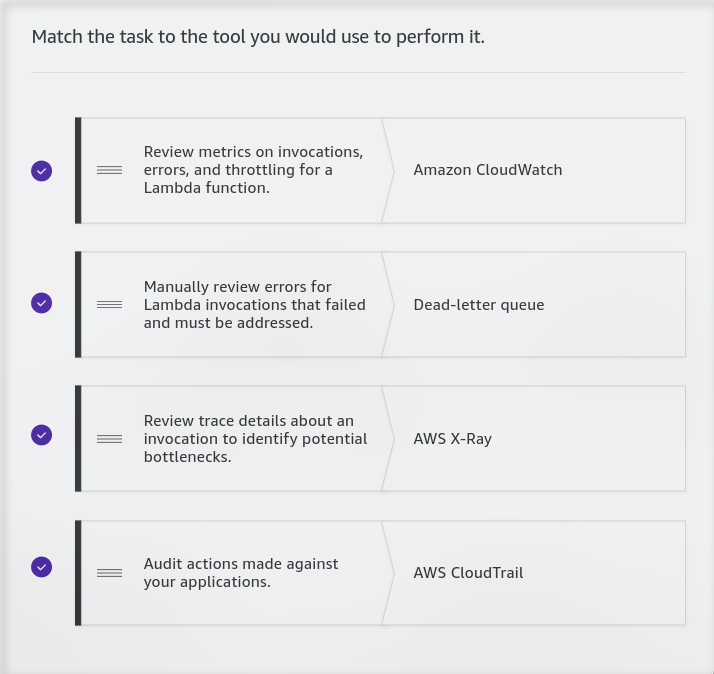 Match the task to the tool you would use to perform it.
Review metrics on invocations,
errors, and throttling for a
Lambda function.
Amazon CloudWatch
Manually review errors for
Lambda invocations that failed
and must be addressed.
Dead-letter queue
Review trace details about an
invocation to identify potential
bottlenecks.
AWS X-Ray
Audit actions made against
your applications.
AWS CloudTrail